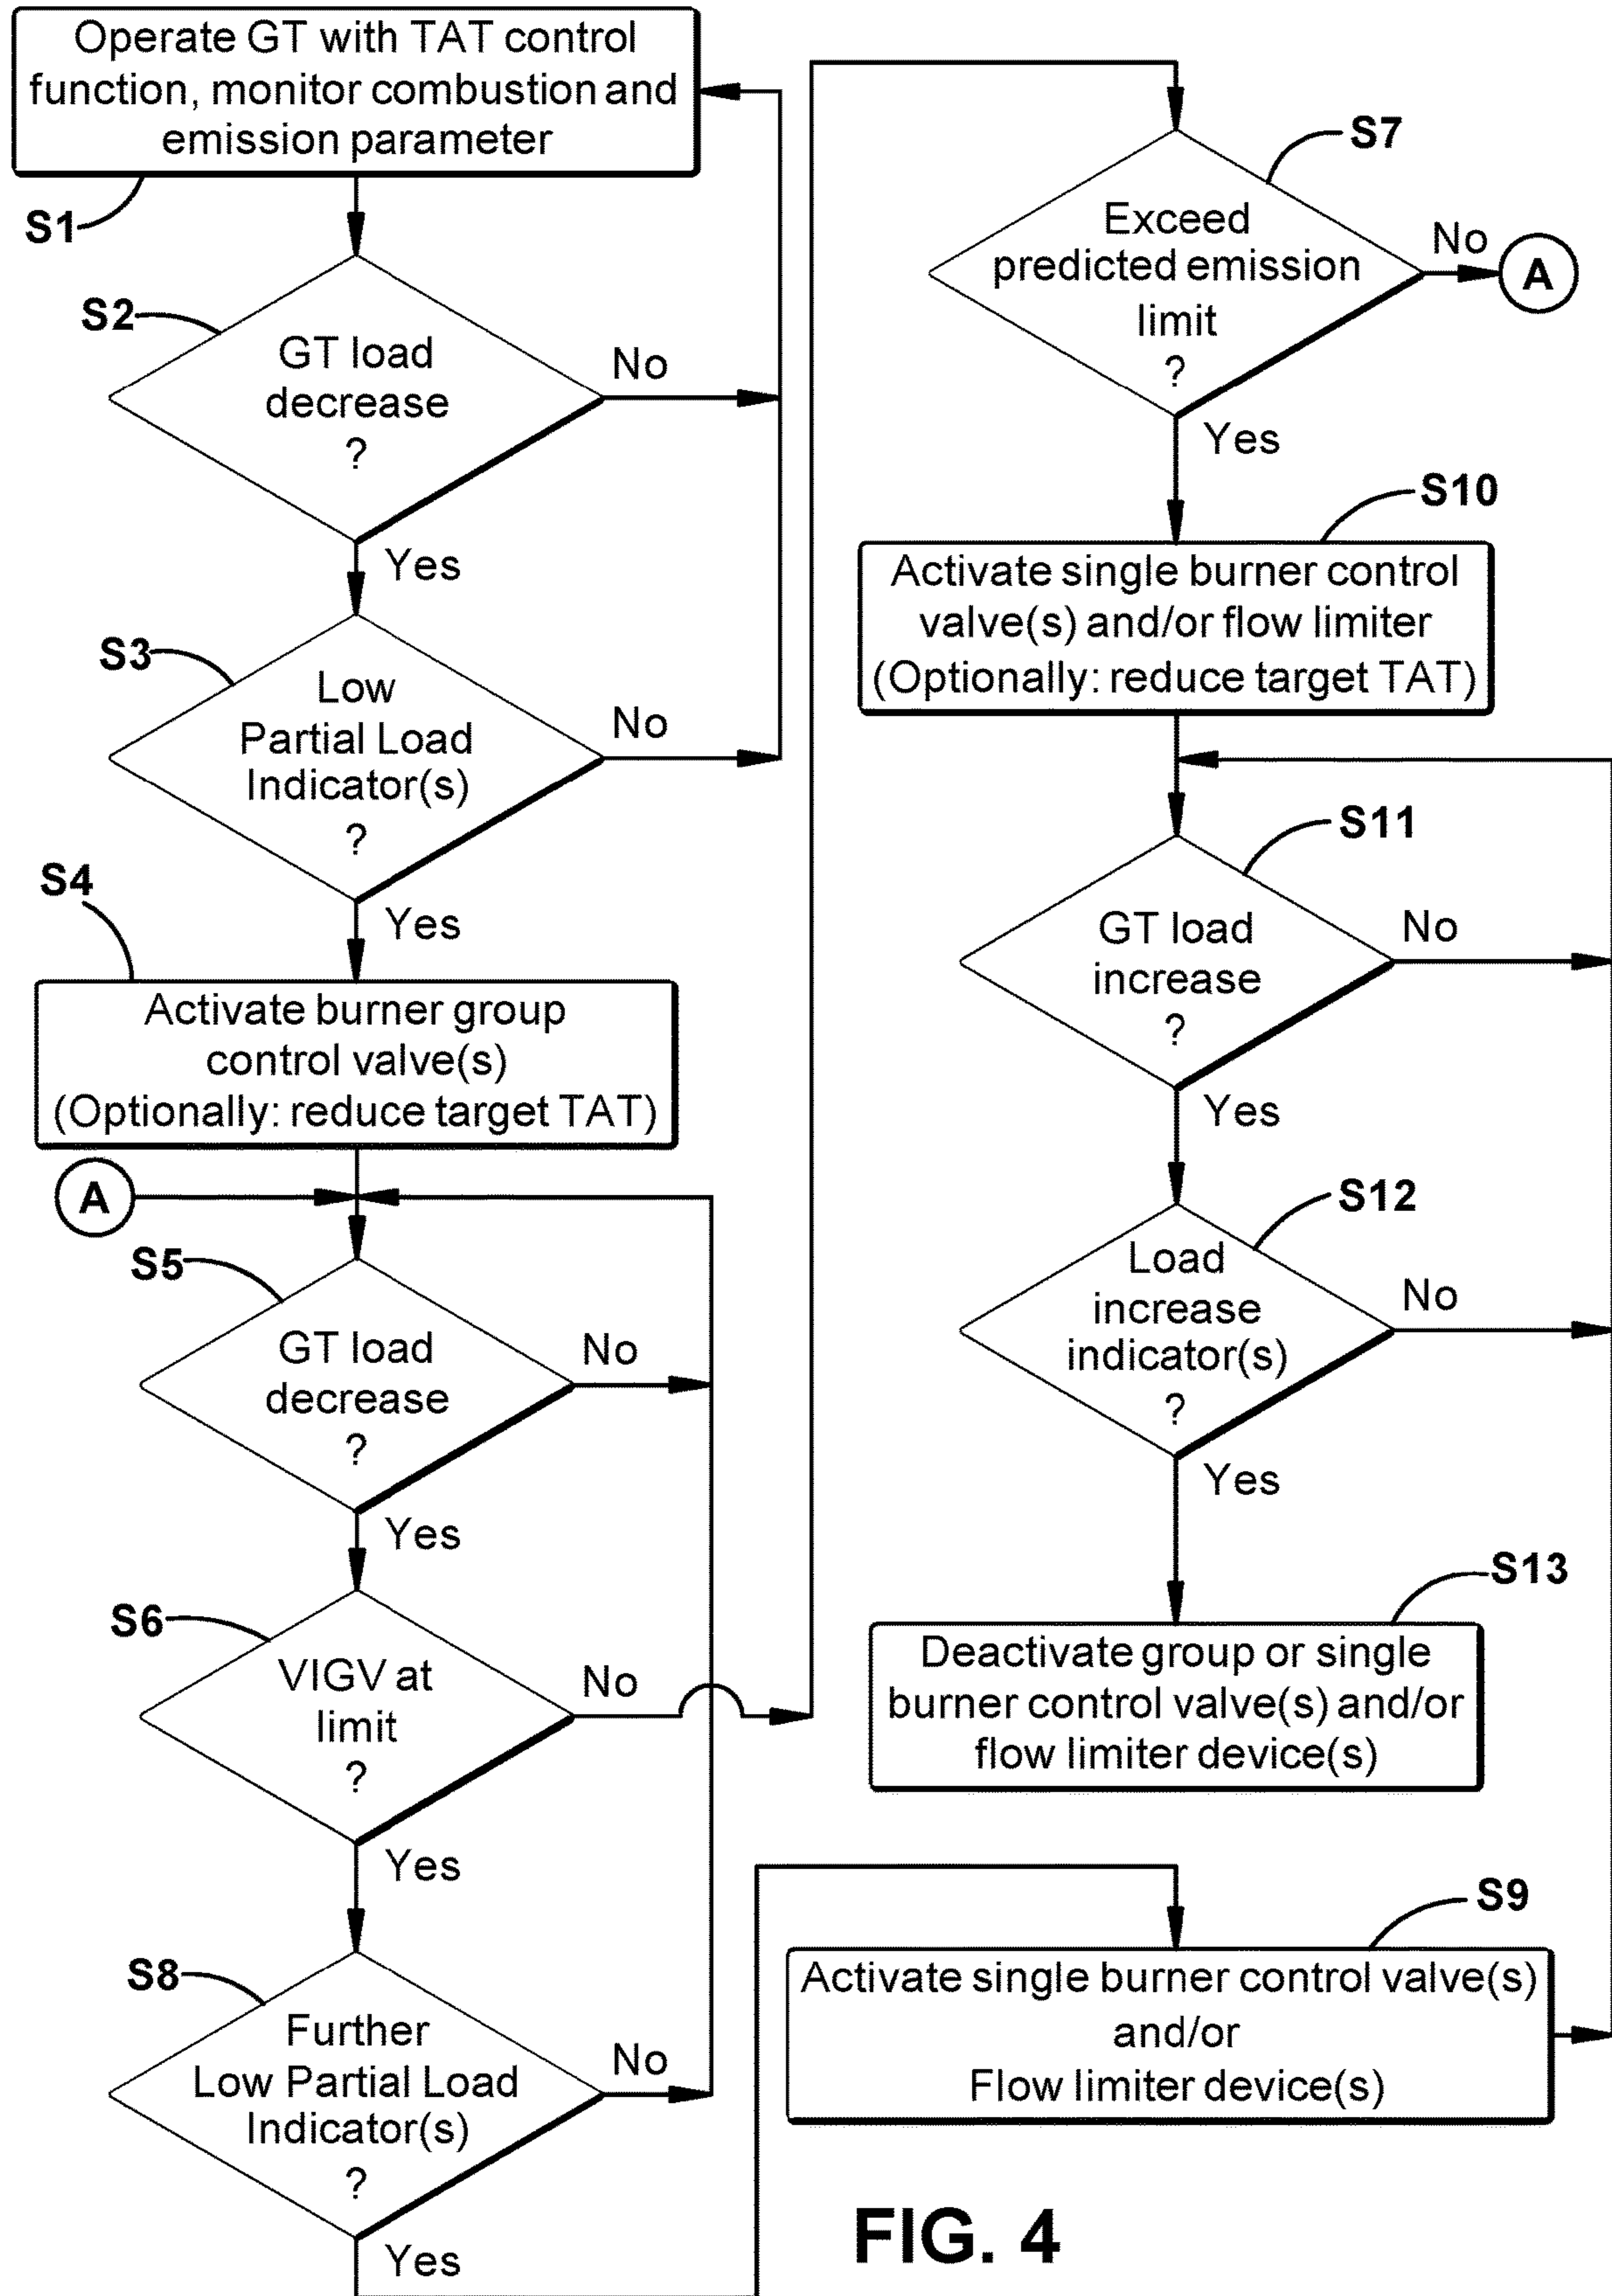 Operate GT with TAT control
function, monitor combustion and
emission parameter
S1
S2
GT load
decrease
?
No
Yes
S3
Low
Partial Load
Indicator(s)
?
No
Yes
S4
Activate burner group
control valve(s)
(Optionally: reduce target TAT)
A
S5
GT load
decrease
?
No
Yes
S6
VIGV at
limit
?
No
Yes
S8
Further
Low Partial Load
Indicator(s)
?
No
Yes
S7
Exceed
predicted emission
limit
?
No
A
Yes
S10
Activate single burner control
valve(s) and/or flow limiter
(Optionally: reduce target TAT)
S11
GT load
increase
?
No
Yes
S12
Load
increase
indicator(s)
?
No
Yes
S13
Deactivate group or single
burner control valve(s) and/or
flow limiter device(s)
S9
Activate single burner control valve(s)
and/or
Flow limiter device(s)
FIG. 4